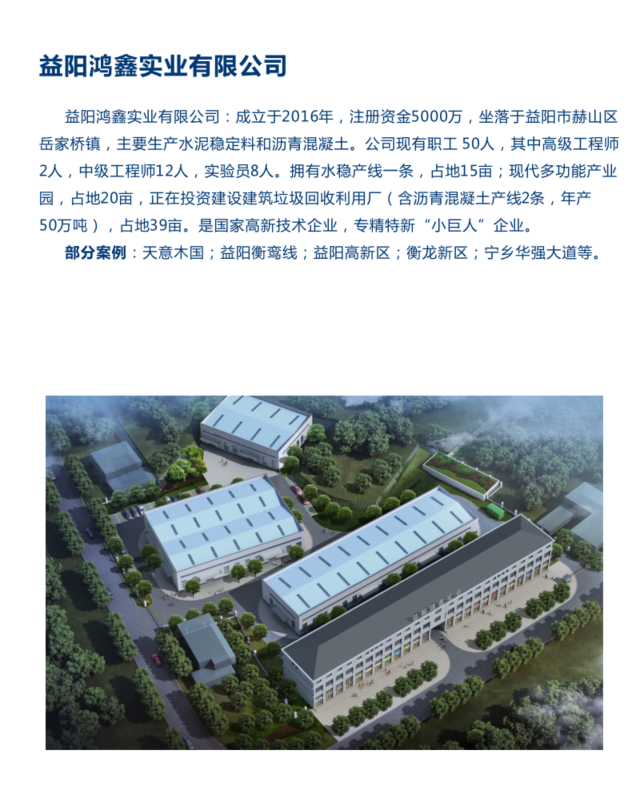 益阳鸿鑫实业有限公司
益阳鸿鑫实业有限公司：成立于2016年，注册资金5000万，坐落于益阳市赫山区
岳家桥镇，主要生产水泥稳定料和沥青混凝土。公司现有职工 50人，其中高级工程师
2人，中级工程师12人，实验员8人。拥有水稳产线一条，占地15亩；现代多功能产业
园，占地20亩，正在投资建设建筑垃圾回收利用厂（含沥青混凝土产线2条，年产
50万吨），占地39亩。是国家高新技术企业，专精特新“小巨人”企业。
部分案例：天意木国；益阳衡鸾线；益阳高新区；衡龙新区；宁乡华强大道等。